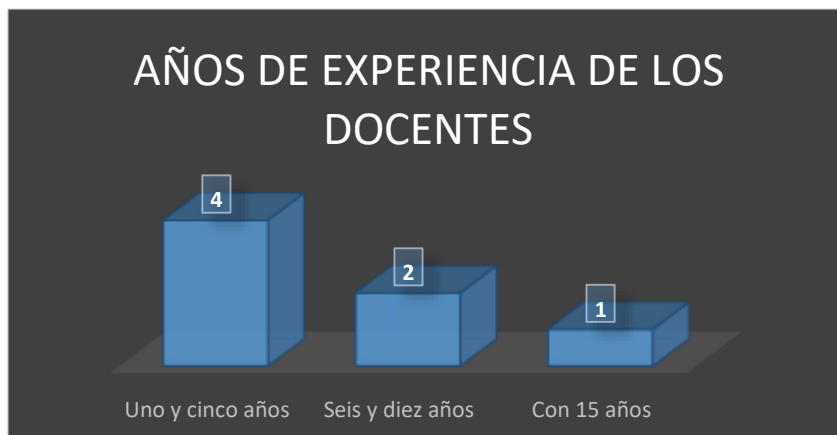 AÑOS DE EXPERIENCIA DE LOS
DOCENTES
4
2
1
Uno y cinco años
Seis y diez años
Con 15 años